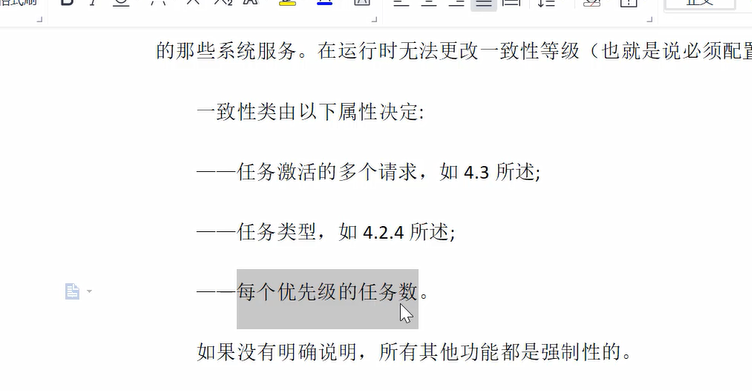 的那些系统服务。在运行时无法更改一致性等级（也就是说必须配置
一致性类由以下属性决定:
——任务激活的多个请求，如 4.3 所述;
——任务类型，如 4.2.4 所述;
——每个优先级的任务数。
如果没有明确说明，所有其他功能都是强制性的。